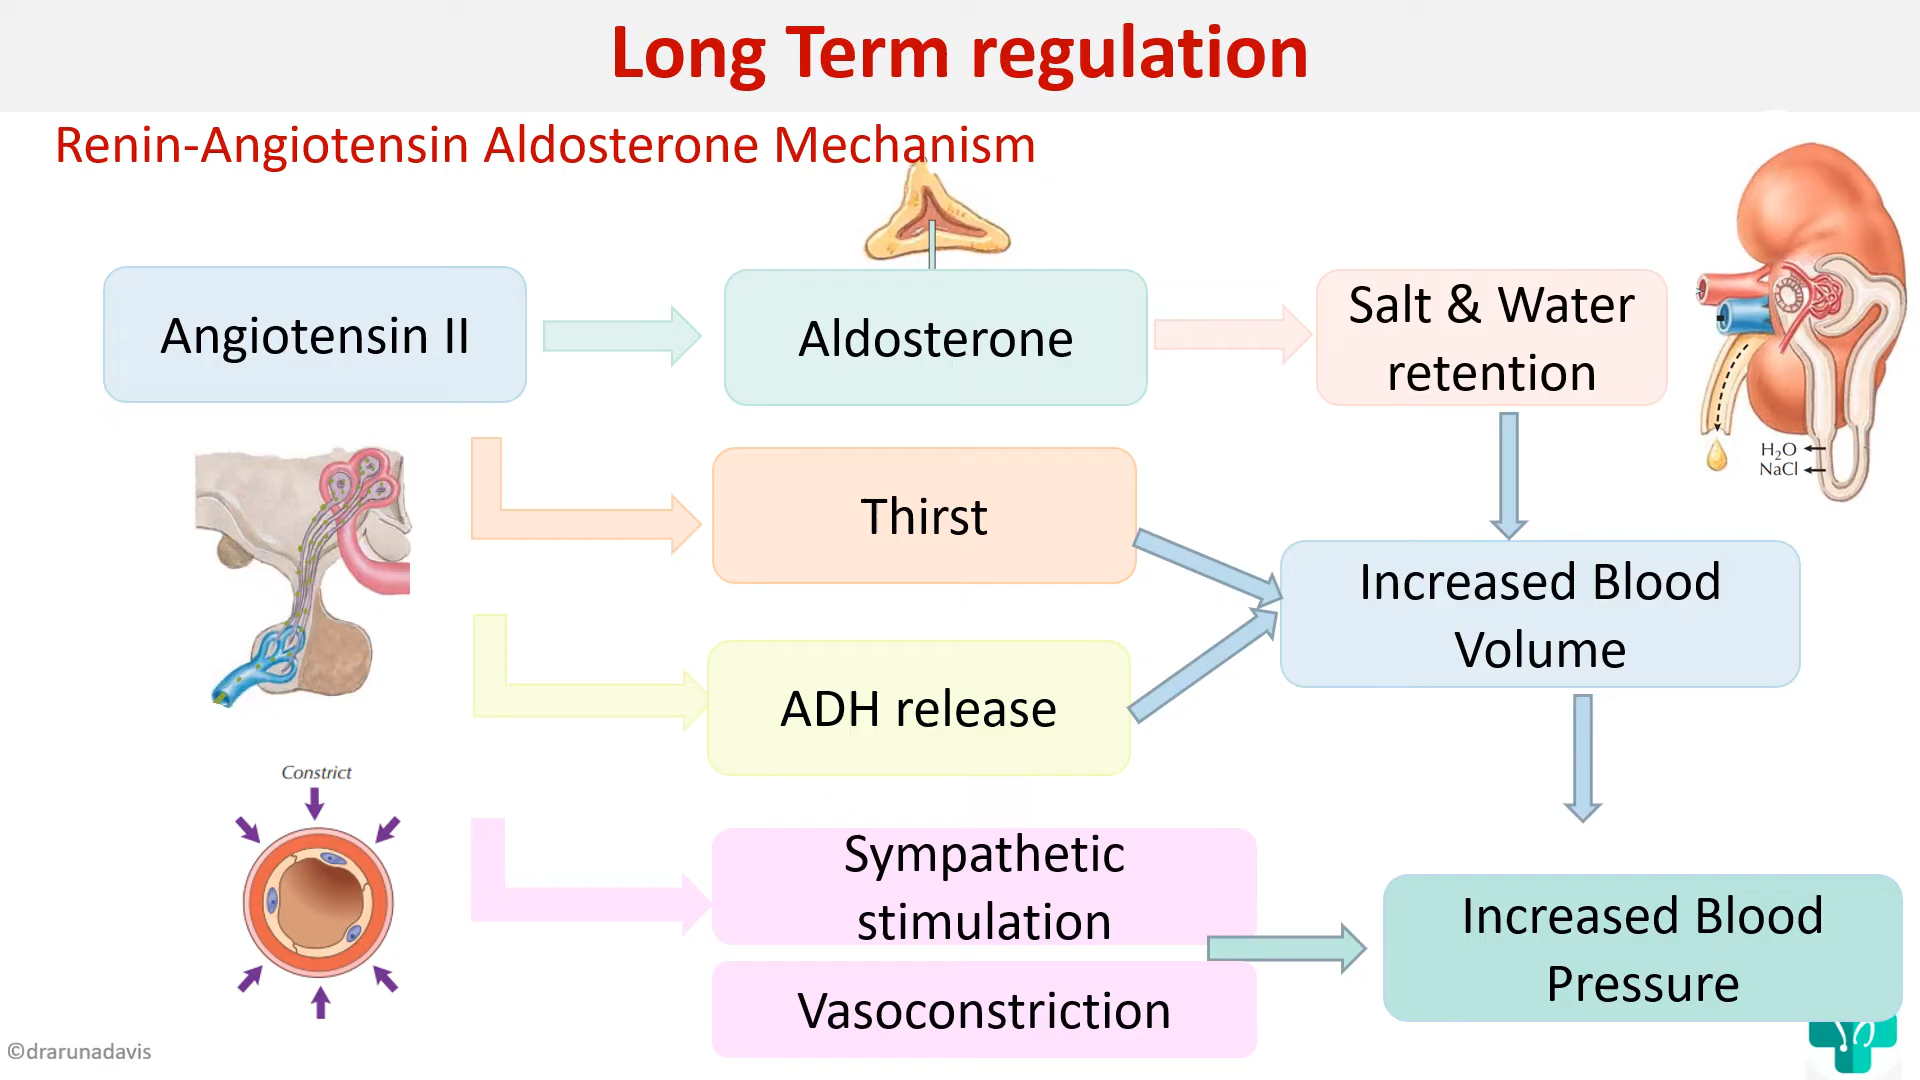 Long Term regulation
Renin-Angiotensin Aldosterone Mechanism
Angiotensin II
Aldosterone
Salt & Water
retention
H₂O
NaCl
Thirst
Increased Blood
Volume
ADH release
Constrict
Sympathetic
stimulation
Vasoconstriction
Increased Blood
Pressure
©drarunadavis